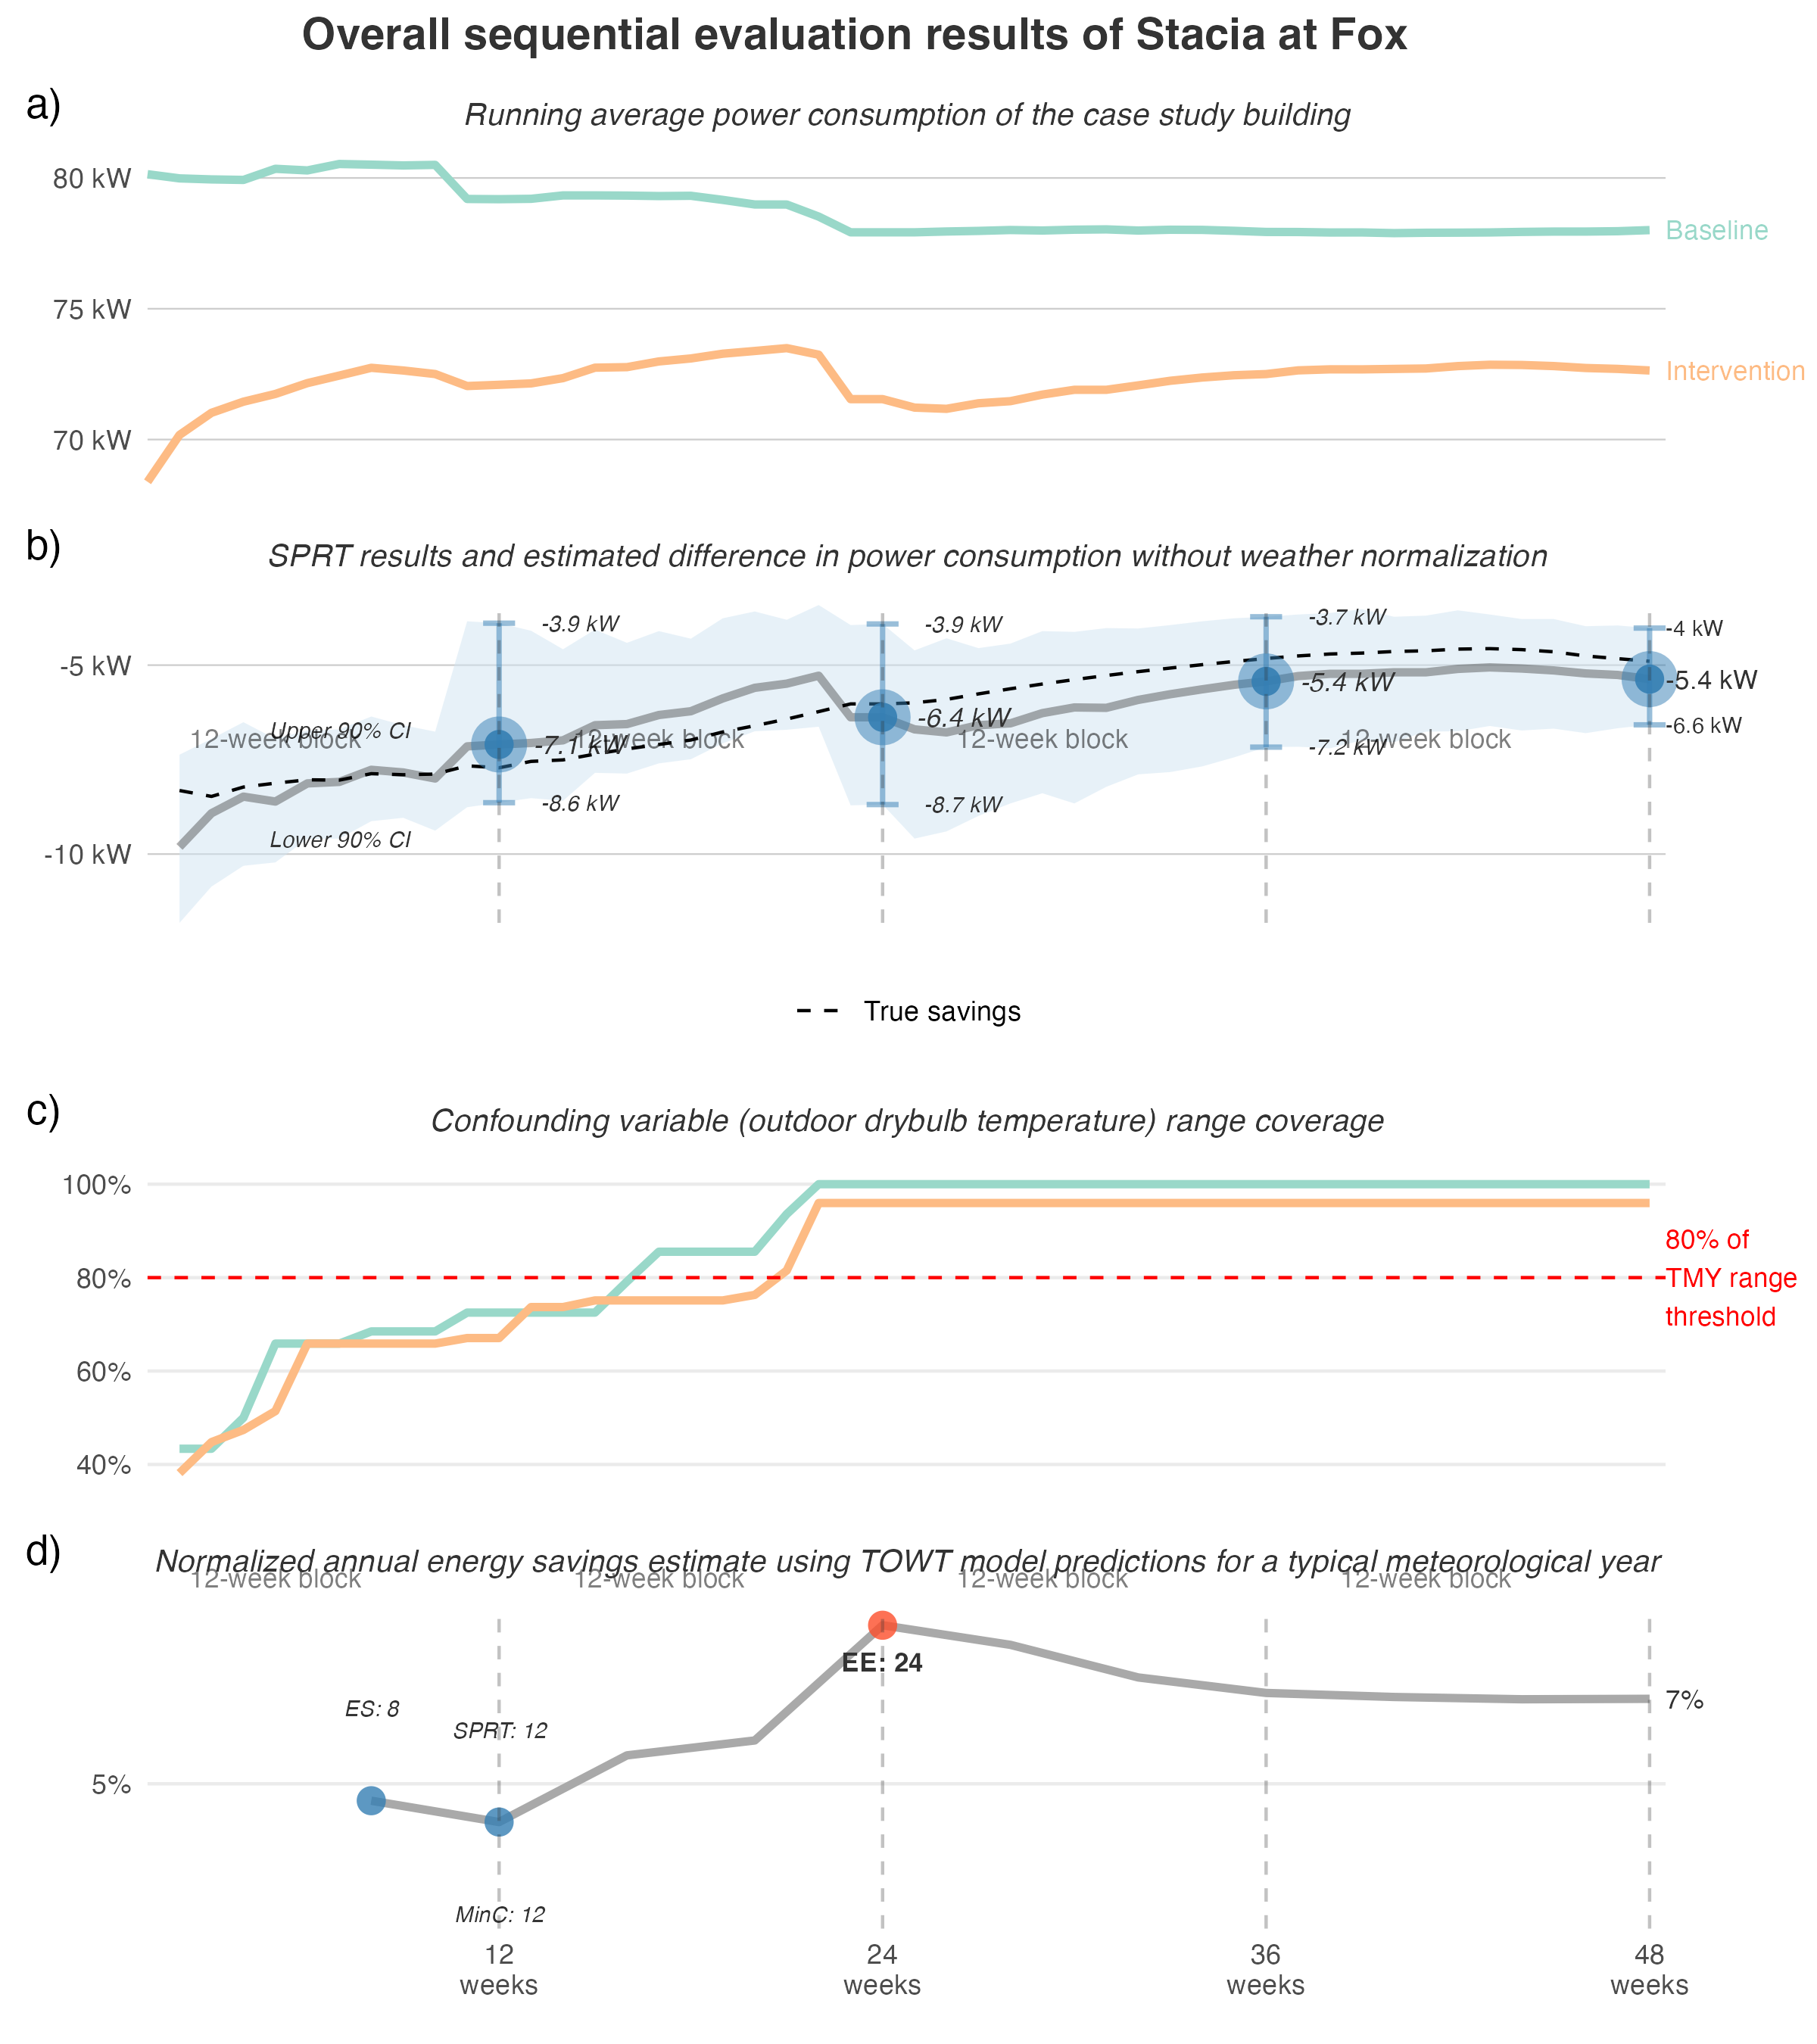 Overall sequential evaluation results of Stacia at Fox
a)
Running average power consumption of the case study building
80 kW
75 kW
70 kW
Baseline
Intervention
b)
SPRT results and estimated difference in power consumption without weather normalization
-5 kW
-10 kW
12-week block
12-week block
12-week block
12-week block
Upper 90% CI
Lower 90% CI
-3.9 kW
-7.1 kW
-8.6 kW
-3.9 kW
-6.4 kW
-8.7 kW
-3.7 kW
-5.4 kW
-7.2 kW
-4 kW
-5.4 kW
-6.6 kW
True savings
c)
Confounding variable (outdoor drybulb temperature) range coverage
100%
80%
60%
40%
80% of
TMY range
threshold
d)
Normalized annual energy savings estimate using TOWT model predictions for a typical meteorological year
12-week block
12-week block
12-week block
12-week block
5%
ES: 8
SPRT: 12
MinC: 12
EE: 24
7%
12
weeks
24
weeks
36
weeks
48
weeks